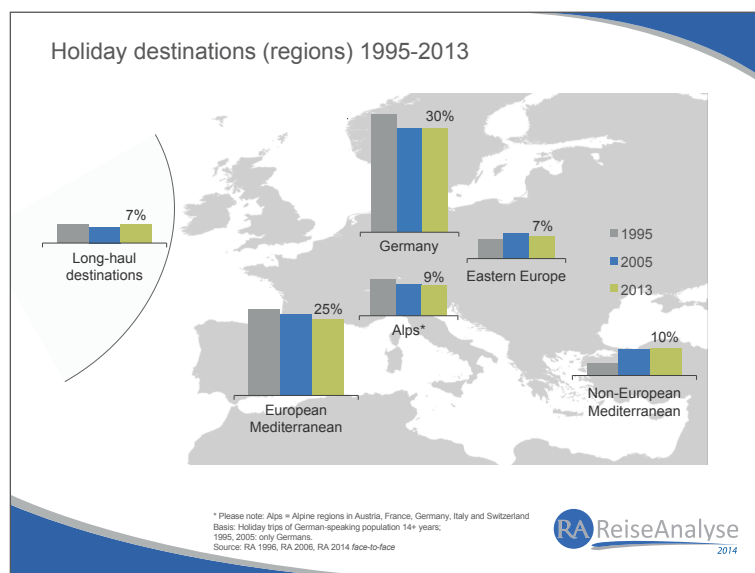 Holiday destinations (regions) 1995-2013
30%
Germany
7%
Long-haul
destinations
7%
Eastern Europe
1995
2005
2013
9%
Alps*
25%
European
Mediterranean
10%
Non-European
Mediterranean
* Please note: Alps = Alpine regions in Austria, France, Germany, Italy and Switzerland
Basis: Holiday trips of German-speaking population 14+ years;
1995, 2005: only Germans.
Source: RA 1996, RA 2006, RA 2014 face-to-face
RA ReiseAnalyse
2014